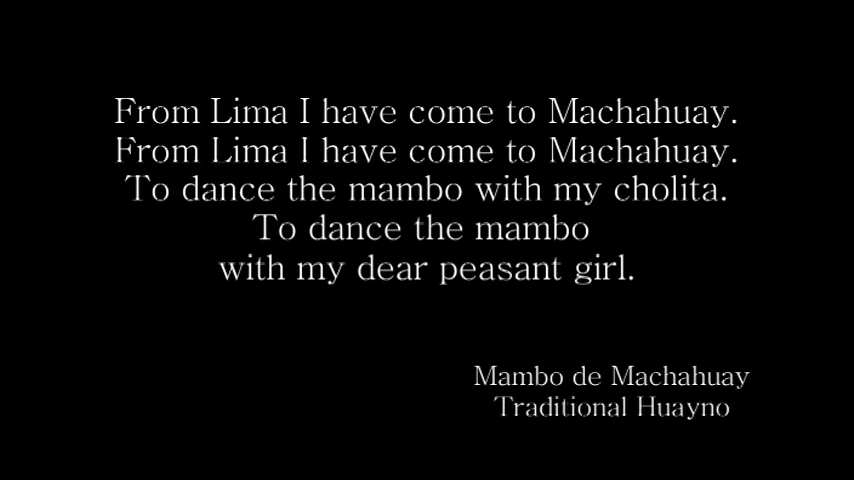 From Lima I have come to Machahuay.
From Lima I have come to Machahuay.
To dance the mambo with my cholita.
To dance the mambo
with my dear peasant girl.
Mambo de Machahuay
Traditional Huayno